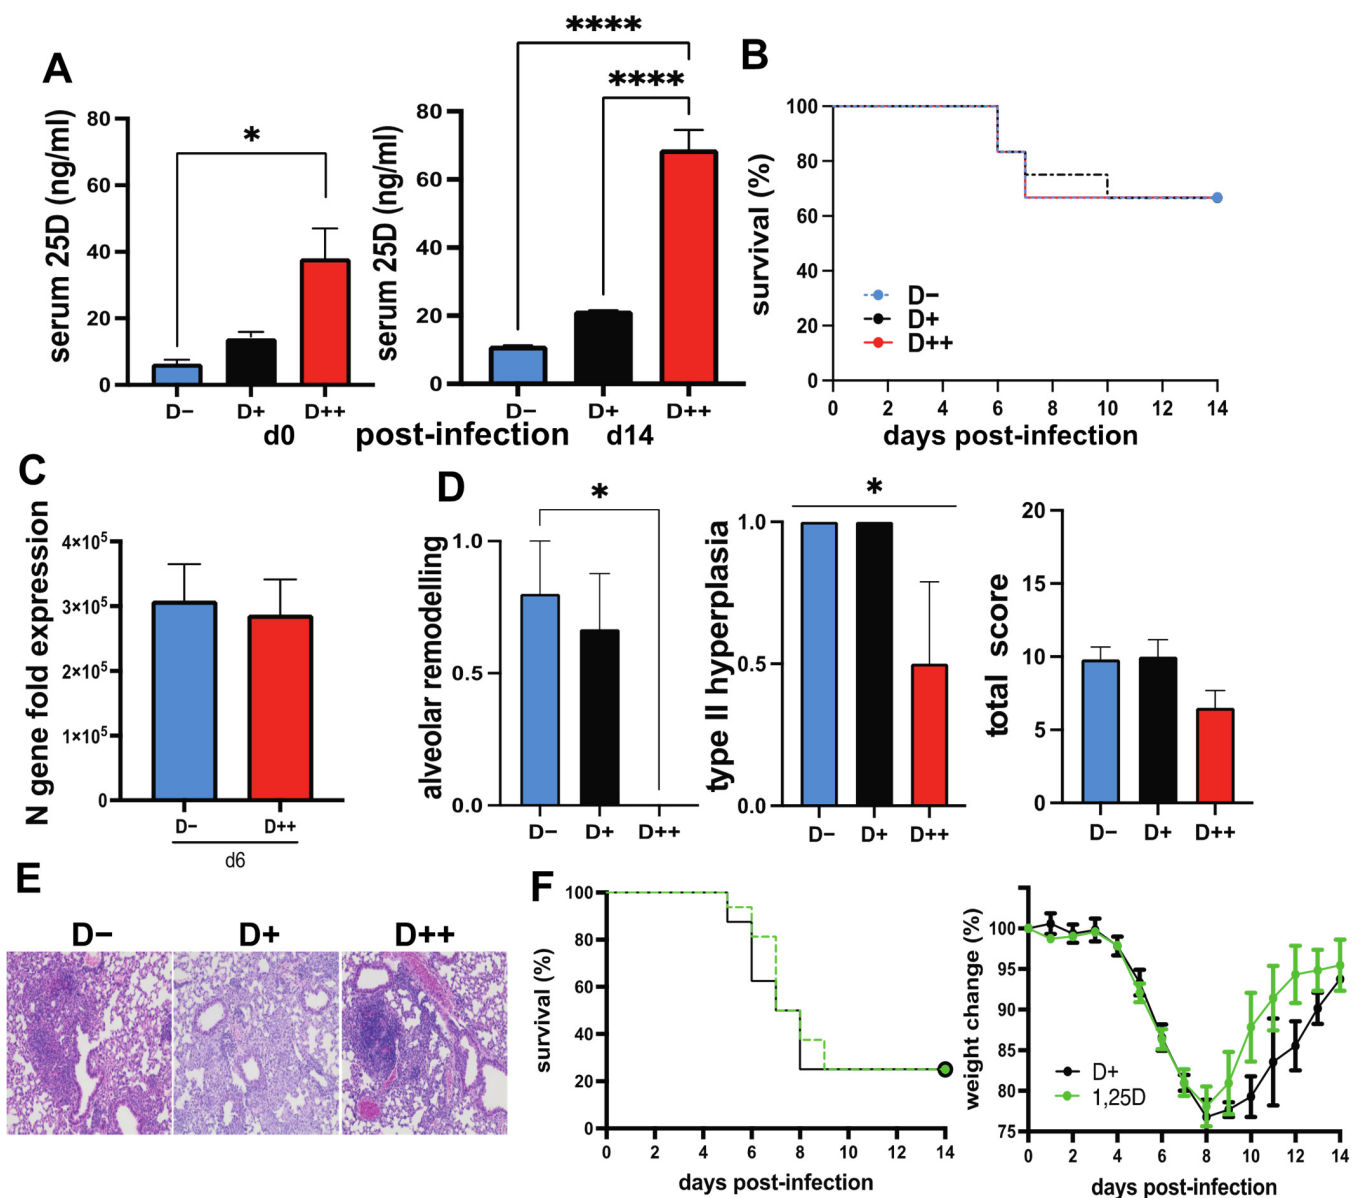 A
serum 25D (ng/ml)
80
60
40
20
0
*
D− D+ D++
d0
serum 25D (ng/ml)
80
60
40
20
0
****
****
D− D+ D++
post-infection
d14
B
survival (%)
100
80
60
40
20
0
D−
D+
D++
0 2 4 6 8 10 12 14
days post-infection
C
N gene fold expression
4×10⁵
3×10⁵
2×10⁵
1×10⁵
0
D− D++
d6
D
alveolar remodelling
1.0
0.5
0.0
*
D− D+ D++
type II hyperplasia
1.0
0.5
0.0
*
D− D+ D++
total score
20
15
10
5
0
D− D+ D++
E
D− D+ D++
F
survival (%)
100
80
60
40
20
0
0 2 4 6 8 10 12 14
days post-infection
weight change (%)
100
95
90
85
80
75
D+
1,25D
0 2 4 6 8 10 12 14
days post-infection